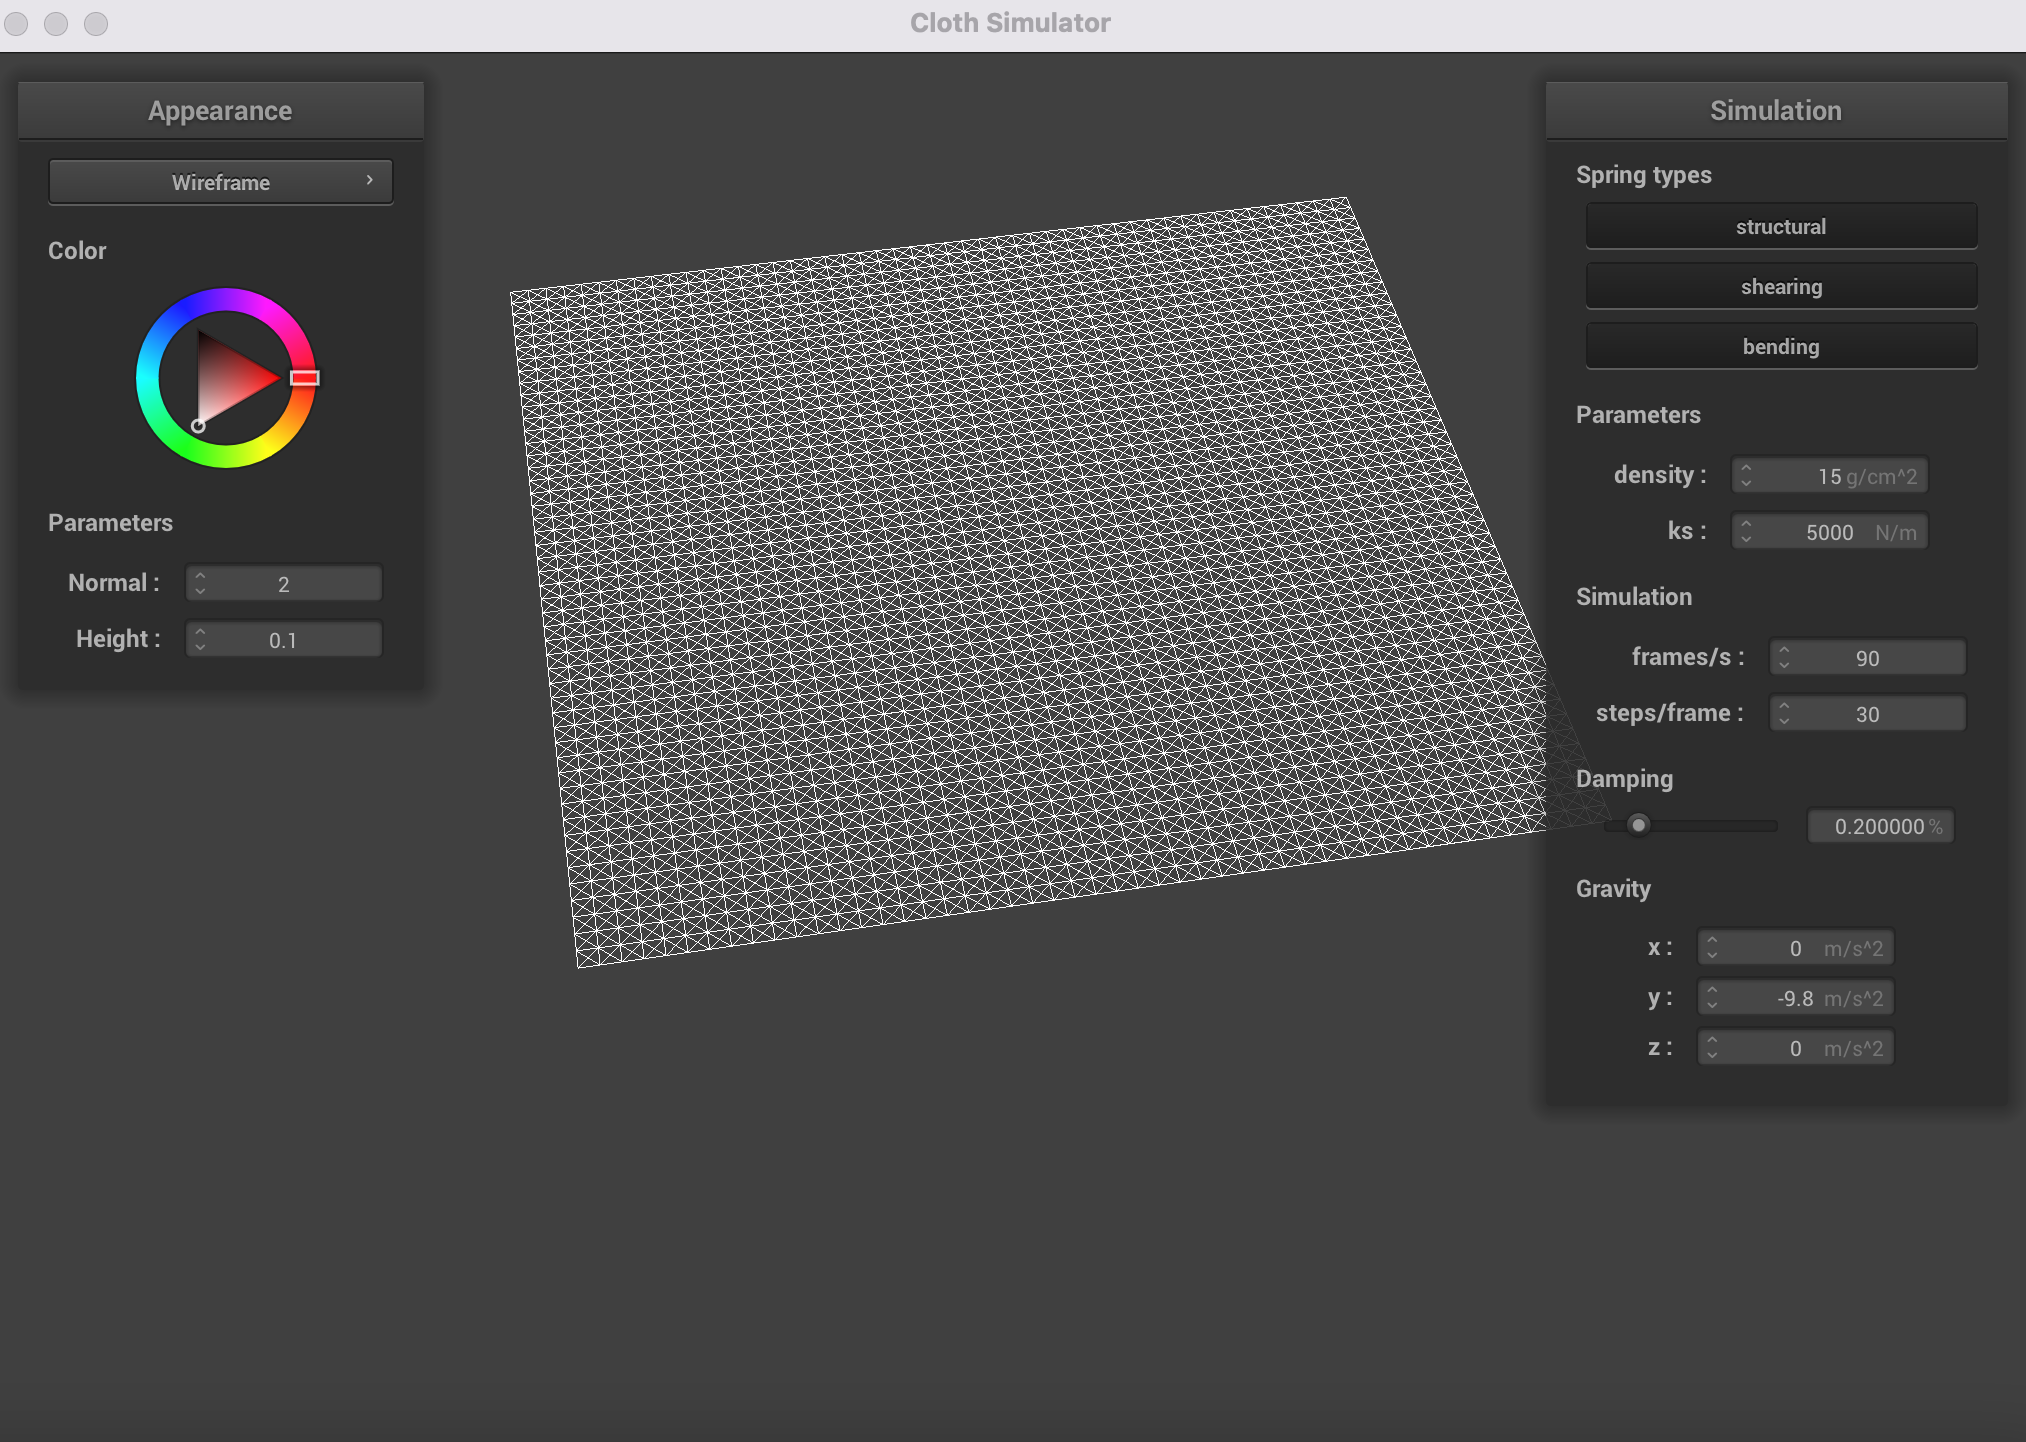 Cloth Simulator
Appearance
Wireframe
Color
Parameters
Normal : 2
Height : 0.1
Simulation
Spring types
structural
shearing
bending
Parameters
density : 15 g/cm^2
ks : 5000 N/m
Simulation
frames/s : 90
steps/frame : 30
Damping
0.200000 %
Gravity
x : 0 m/s^2
y : -9.8 m/s^2
z : 0 m/s^2